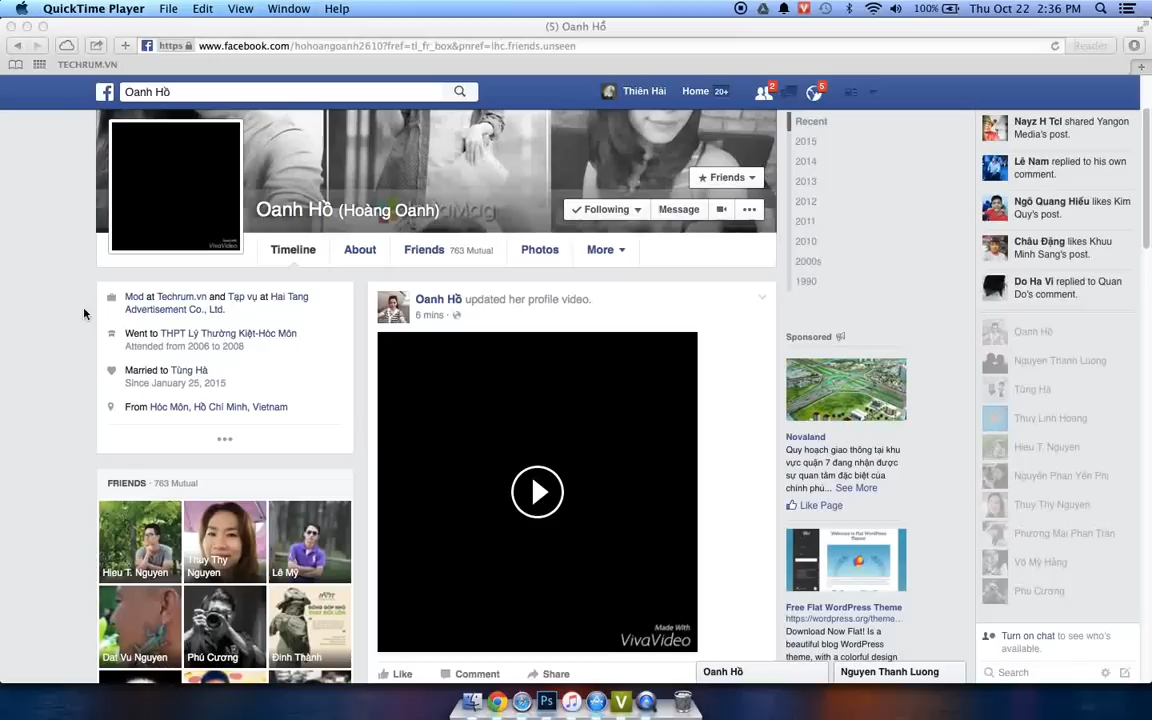 QuickTime Player File Edit View Window Help
100% Thu Oct 22 2:36 PM
(5) Oanh Hồ
https www.facebook.com/hohoangoanh2610?fref=tl_fr_box&pnref=lhc.friends.unseen
Reader
TECHRUM.VN
Oanh Hồ
Thiên Hải Home 20+ 2 5
Friends
Oanh Hồ (Hoàng Oanh)
Following Message
Made With
VivaVideo
Timeline About Friends 763 Mutual Photos More
Mod at Techrum.vn and Tạp vụ at Hai Tang
Advertisement Co., Ltd.
Went to THPT Lý Thường Kiệt-Hóc Môn
Attended from 2006 to 2008
Married to Tùng Hà
Since January 25, 2015
From Hóc Môn, Hồ Chí Minh, Vietnam
FRIENDS · 763 Mutual
Hieu T. Nguyen
Thuy Thy
Nguyen
Lê Mỹ
Dat Vu Nguyen
Phú Cương
Đinh Thành
Oanh Hồ updated her profile video.
6 mins
Made With
VivaVideo
Like Comment Share
Recent
2015
2014
2013
2012
2011
2010
2000s
1990
Sponsored
Novaland
Quy hoạch giao thông tại khu
vực quận 7 đang nhận được
sự quan tâm đặc biệt của
chính phủ... See More
Like Page
Free Flat WordPress Theme
https://wordpress.org/theme...
Download Now Flat! Is a
beautiful blog WordPress
theme, with a colorful design
Nayz H Tcl shared Yangon
Media's post.
Lê Nam replied to his own
comment.
Ngô Quang Hiếu likes Kim
Quy's post.
Châu Đặng likes Khuu
Minh Sang's post.
Do Ha Vi replied to Quan
Do's comment.
Oanh Hồ
Nguyen Thanh Luong
Tùng Hà
Thuy Linh Hoang
Hieu T. Nguyen
Nguyễn Phan Yên Phi
Thuy Thy Nguyen
Phương Mai Phan Tran
Võ Mỹ Hằng
Phú Cương
Turn on chat to see who's
available.
Search
Oanh Hồ
Nguyen Thanh Luong